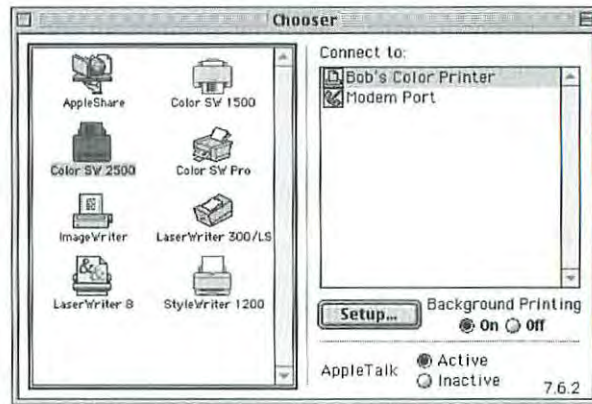 Chooser
AppleShare
Color SW 1500
Color SW 2500
Color SW Pro
ImageWriter
LaserWriter 300/LS
LaserWriter 8
StyleWriter 1200
Connect to:
Bob's Color Printer
Modem Port
Setup...
Background Printing
On Off
AppleTalk
Active
Inactive
7.6.2